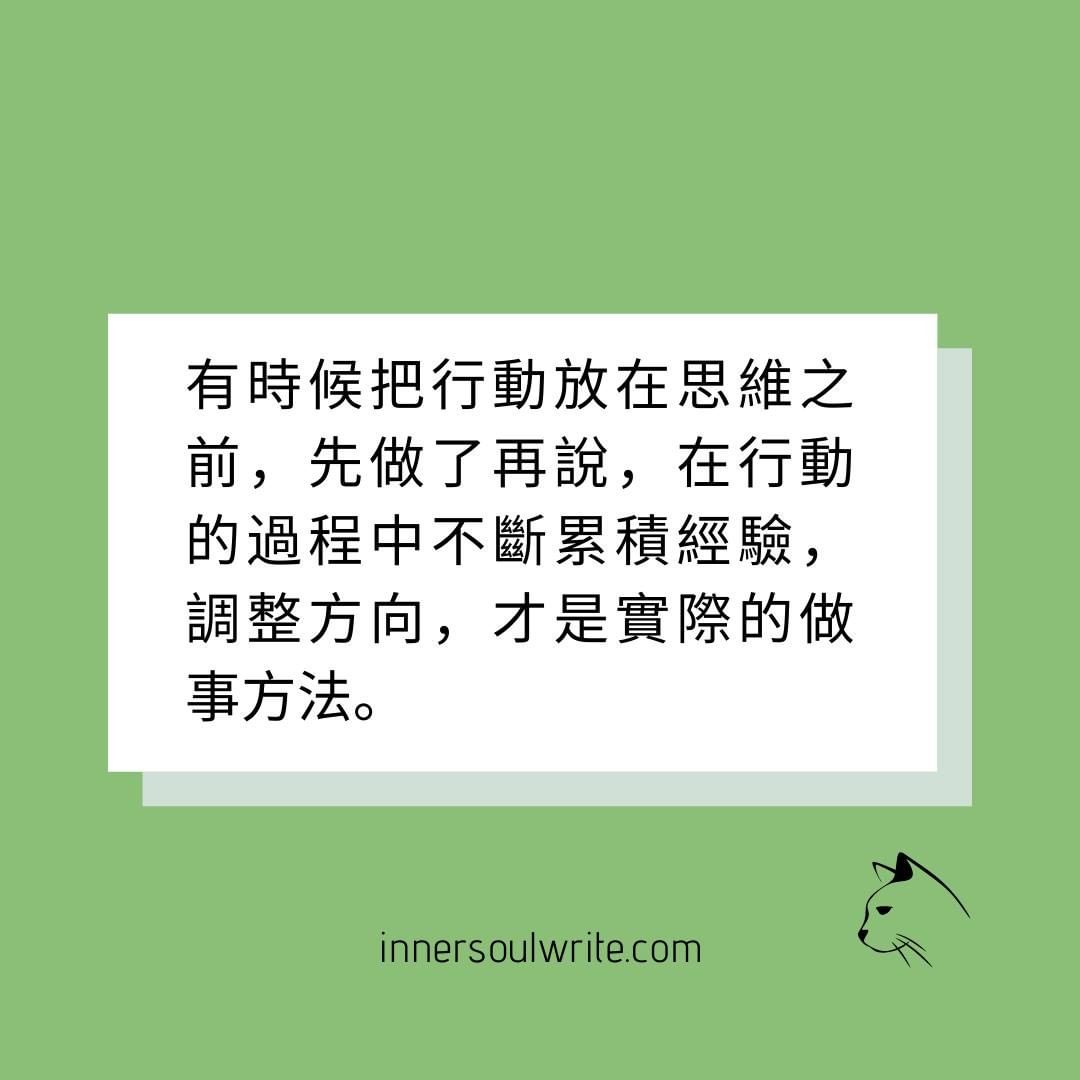 有時候把行動放在思維之
前，先做了再說，在行動
的過程中不斷累積經驗，
調整方向，才是實際的做
事方法。
innersoulwrite.com